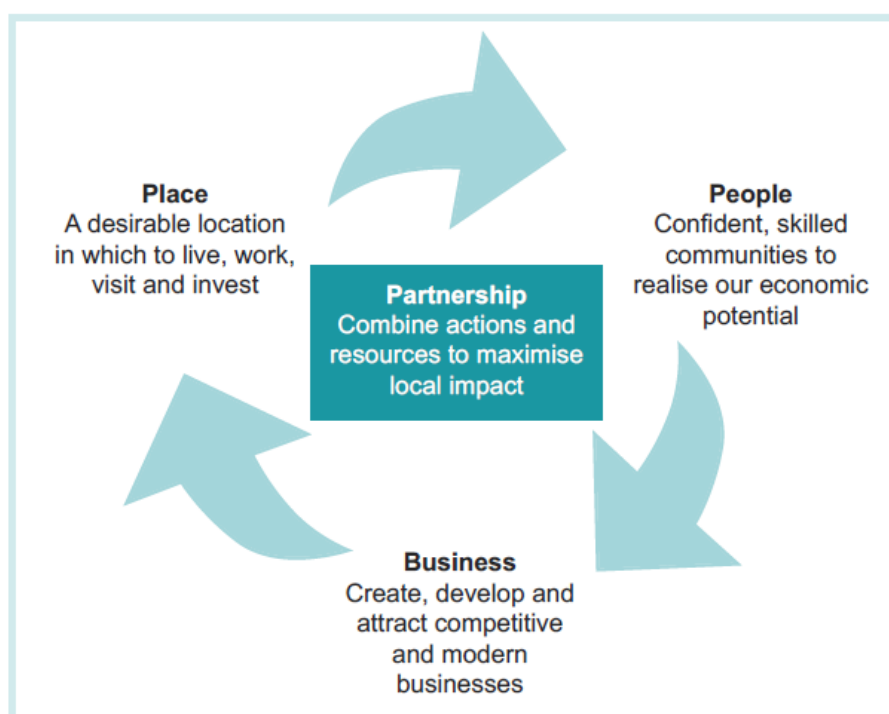 Place
A desirable location
in which to live, work,
visit and invest
People
Confident, skilled
communities to
realise our economic
potential
Partnership
Combine actions and
resources to maximise
local impact
Business
Create, develop and
attract competitive
and modern
businesses